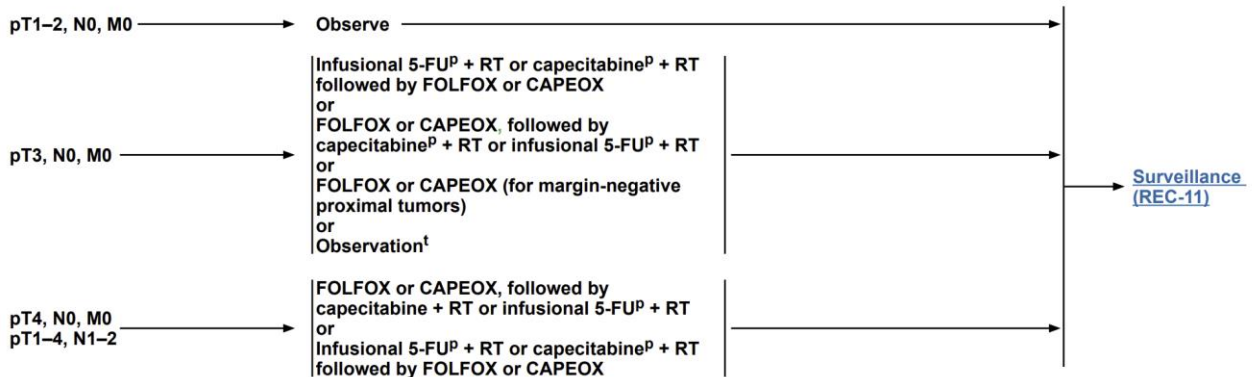 pT1–2, N0, M0
Observe
pT3, N0, M0
Infusional 5-FUᵖ + RT or capecitabineᵖ + RT
followed by FOLFOX or CAPEOX
or
FOLFOX or CAPEOX, followed by
capecitabineᵖ + RT or infusional 5-FUᵖ + RT
or
FOLFOX or CAPEOX (for margin-negative
proximal tumors)
or
Observationᵗ
pT4, N0, M0
pT1–4, N1–2
FOLFOX or CAPEOX, followed by
capecitabine + RT or infusional 5-FUᵖ + RT
or
Infusional 5-FUᵖ + RT or capecitabineᵖ + RT
followed by FOLFOX or CAPEOX
Surveillance
(REC-11)